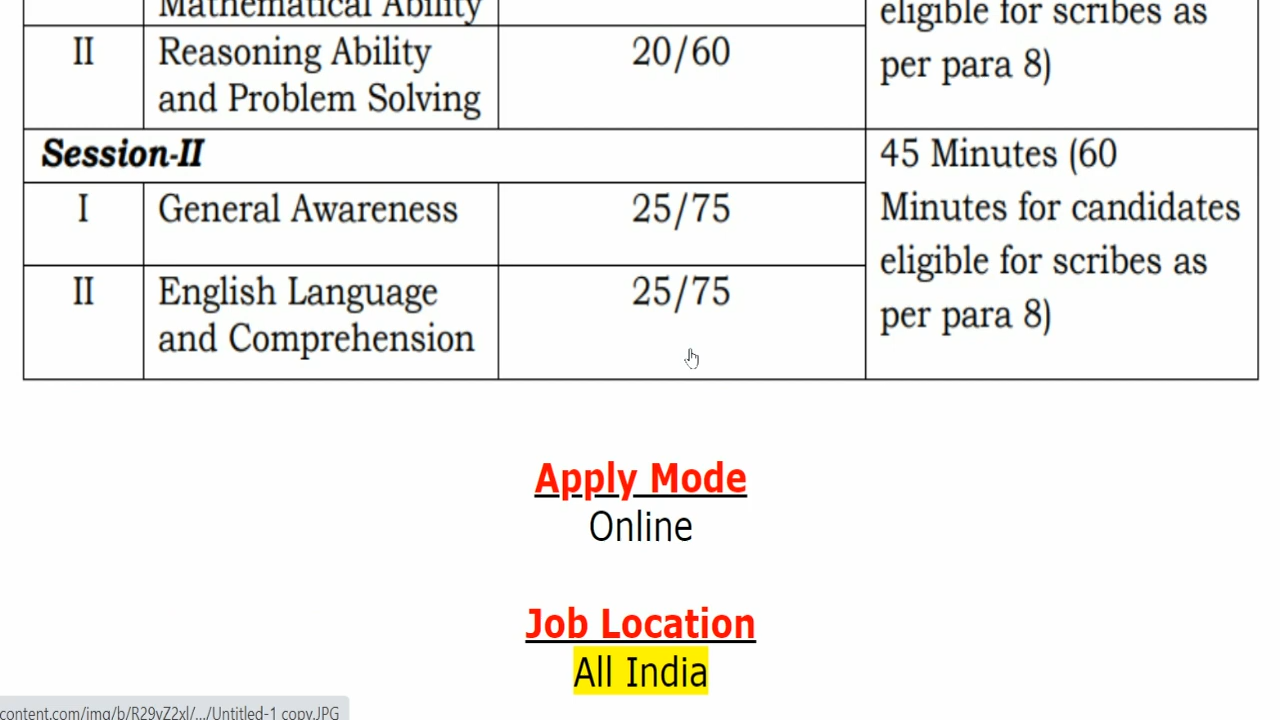 Mathematical Ability
eligible for scribes as
per para 8)
II Reasoning Ability 20/60
and Problem Solving
Session-II
45 Minutes (60
Minutes for candidates
eligible for scribes as
per para 8)
I General Awareness 25/75
II English Language 25/75
and Comprehension
Apply Mode
Online
Job Location
All India
content.com/img/b/R29vZ2xl/.../Untitled-1 copy.JPG